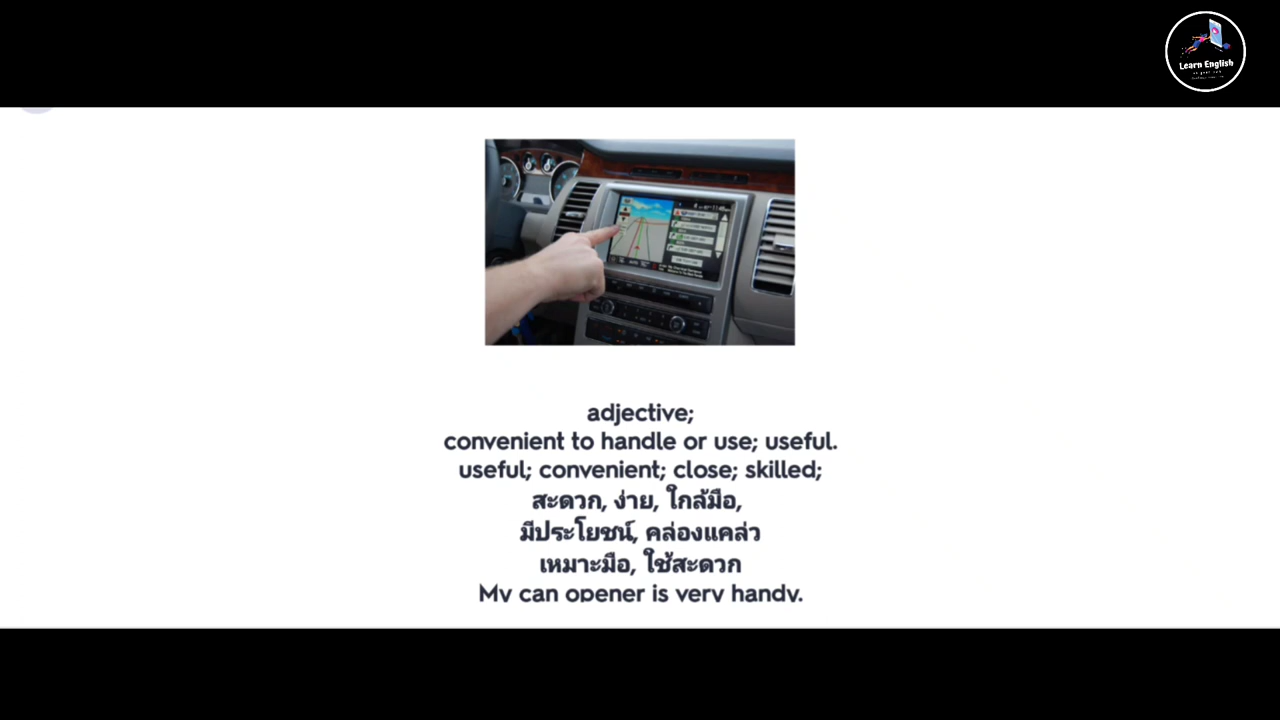 Learn English
adjective;
convenient to handle or use; useful.
useful; convenient; close; skilled;
สะดวก, ง่าย, ใกล้มือ,
มีประโยชน์, คล่องแคล่ว
เหมาะมือ, ใช้สะดวก
My can opener is very handy.